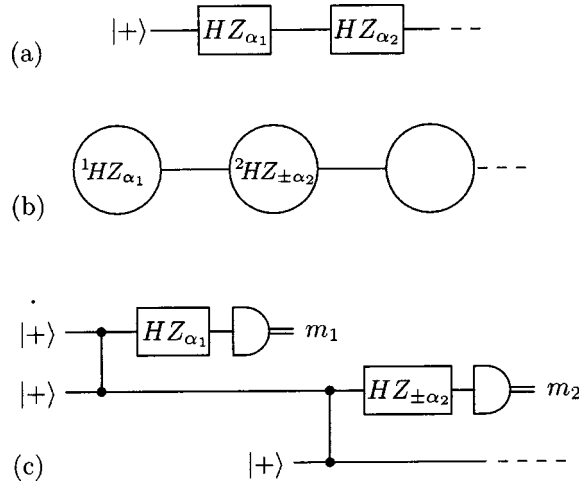 (a) |+⟩ HZ_{α_1} HZ_{α_2}
(b) ^1HZ_{α_1} ^2HZ_{±α_2}
|+⟩ HZ_{α_1} m_1
|+⟩ HZ_{±α_2} m_2
(c) |+⟩